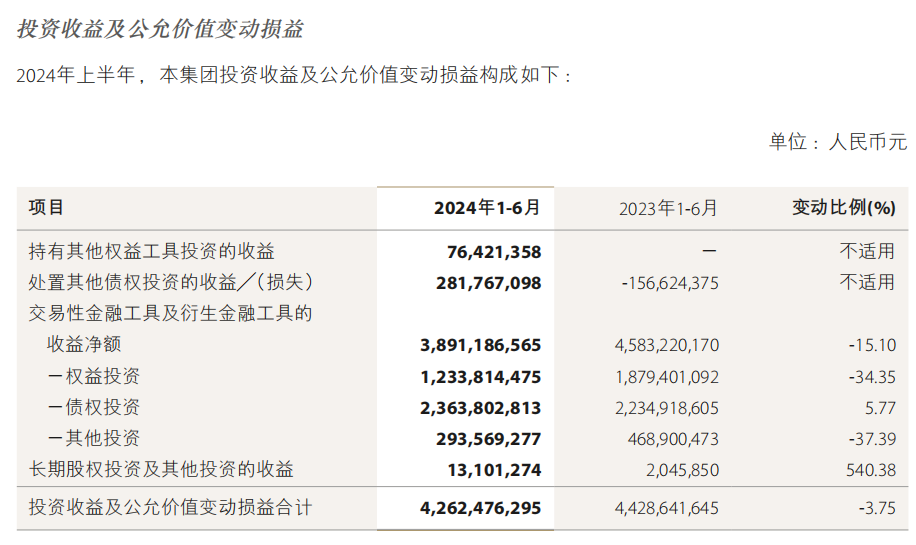 投资收益及公允价值变动损益
2024年上半年，本集团投资收益及公允价值变动损益构成如下：
单位：人民币元
项目 2024年1-6月 2023年1-6月 变动比例(%)
持有其他权益工具投资的收益 76,421,358 － 不适用
处置其他债权投资的收益／（损失） 281,767,098 -156,624,375 不适用
交易性金融工具及衍生金融工具的
收益净额 3,891,186,565 4,583,220,170 -15.10
－权益投资 1,233,814,475 1,879,401,092 -34.35
－债权投资 2,363,802,813 2,234,918,605 5.77
－其他投资 293,569,277 468,900,473 -37.39
长期股权投资及其他投资的收益 13,101,274 2,045,850 540.38
投资收益及公允价值变动损益合计 4,262,476,295 4,428,641,645 -3.75